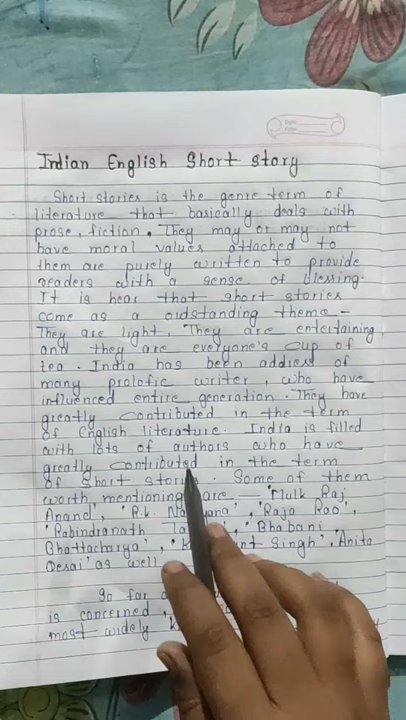 Indian English Short story
Short stories is the genre term of
literature that basically deals with
prose, fiction. They may or may not
have moral values attached to
them are purely written to provide
readers with a sense of blessing.
It is hear that short stories
come as a oudstanding theme -
They are light, They are entertaining,
and they are everyone's cup of
tea. India has been address of
many prolofic writer, who have
influenced entire generation. They have
greatly contributed in the term
of English literature. India is filled
with lots of authors who have
greatly contributed in the term
of Short . Some of them
worth mentioning are - 'Mulk Raj
Anand', 'R.k. ', 'Raja Rao',
'Rabindranath , 'Bhabani
Bhattacharya', Singh', 'Anita
Desai' as well
So far
is concerned,
most widely